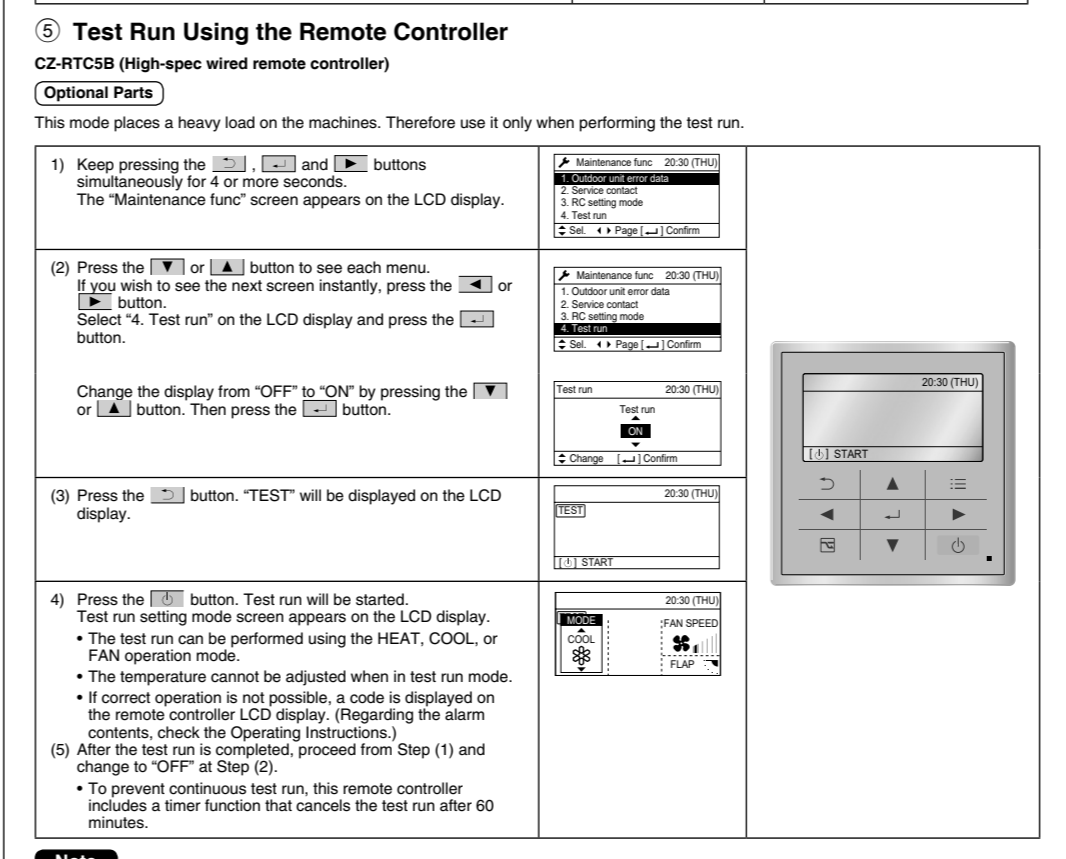 ⑤ Test Run Using the Remote Controller
CZ-RTC5B (High-spec wired remote controller)
Optional Parts
This mode places a heavy load on the machines. Therefore use it only when performing the test run.
1) Keep pressing the , and buttons
simultaneously for 4 or more seconds.
The “Maintenance func” screen appears on the LCD display.
Maintenance func 20:30 (THU)
1. Outdoor unit error data
2. Service contact
3. RC setting mode
4. Test run
Sel. Page [ ] Confirm
(2) Press the ▼ or ▲ button to see each menu.
If you wish to see the next screen instantly, press the ◀ or
▶ button.
Select “4. Test run” on the LCD display and press the
button.
Maintenance func 20:30 (THU)
1. Outdoor unit error data
2. Service contact
3. RC setting mode
4. Test run
Sel. Page [ ] Confirm
Change the display from “OFF” to “ON” by pressing the ▼
or ▲ button. Then press the button.
Test run 20:30 (THU)
Test run
ON
Change [ ] Confirm
(3) Press the button. “TEST” will be displayed on the LCD
display.
20:30 (THU)
TEST
[ ] START
4) Press the button. Test run will be started.
Test run setting mode screen appears on the LCD display.
• The test run can be performed using the HEAT, COOL, or
FAN operation mode.
• The temperature cannot be adjusted when in test run mode.
• If correct operation is not possible, a code is displayed on
the remote controller LCD display. (Regarding the alarm
contents, check the Operating Instructions.)
(5) After the test run is completed, proceed from Step (1) and
change to “OFF” at Step (2).
• To prevent continuous test run, this remote controller
includes a timer function that cancels the test run after 60
minutes.
20:30 (THU)
MODE
COOL
FAN SPEED
FLAP
20:30 (THU)
[ ] START